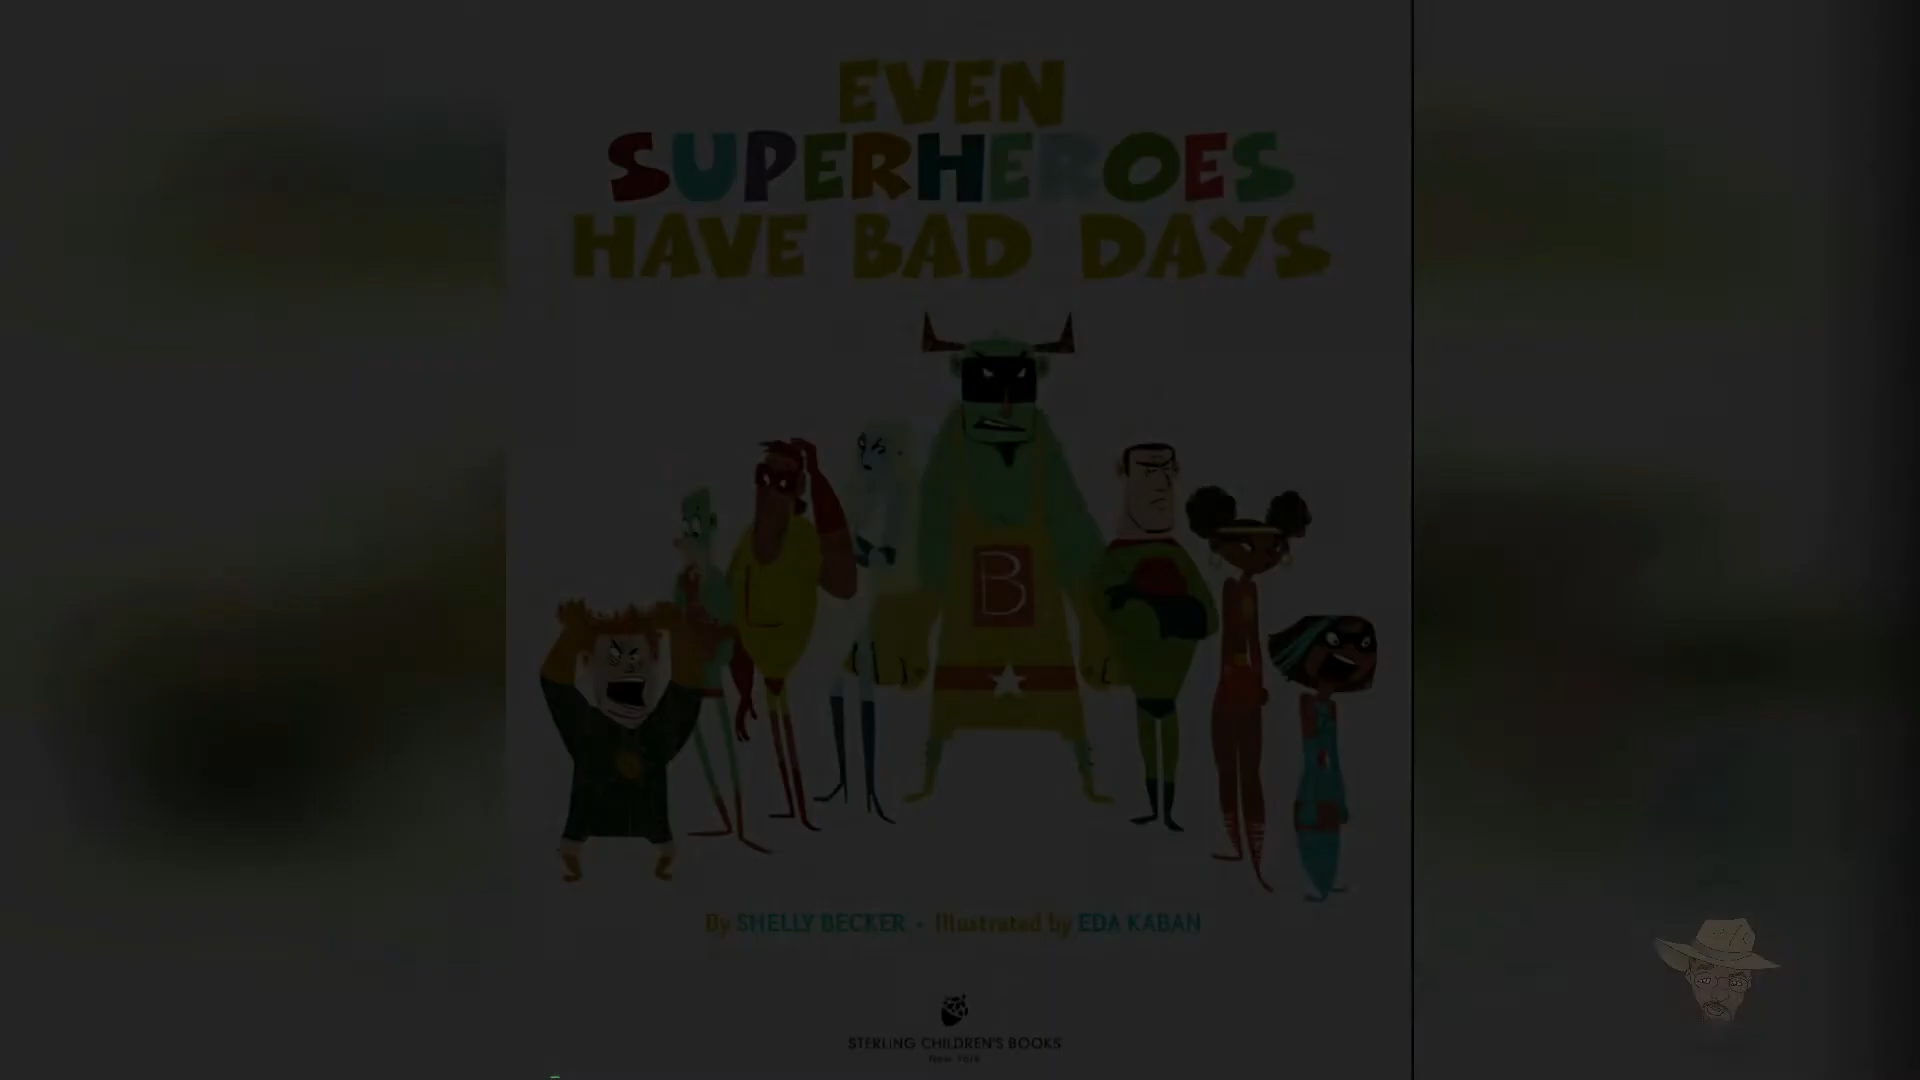 EVEN
SUPERHEROES
HAVE BAD DAYS
B
By SHELLY BECKER • Illustrated by EDA KABAN
STERLING CHILDREN'S BOOKS
New York